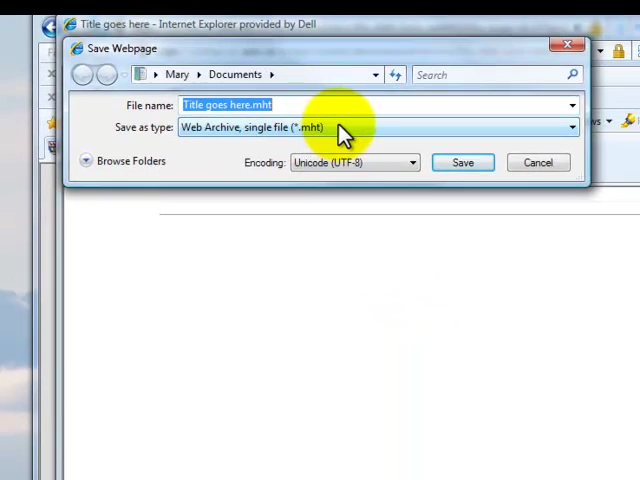 Title goes here - Internet Explorer provided by Dell
Save Webpage
Mary Documents
Search
File name: Title goes here.mht
Save as type: Web Archive, single file (*.mht)
Browse Folders
Encoding: Unicode (UTF-8)
Save
Cancel